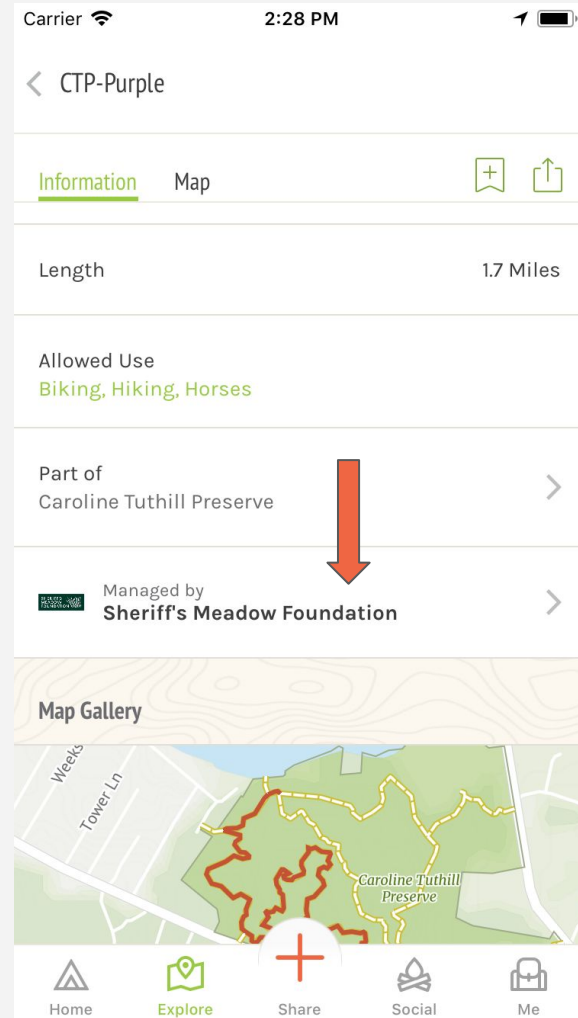 Carrier 2:28 PM
CTP-Purple
Information Map
Length 1.7 Miles
Allowed Use
Biking, Hiking, Horses
Part of
Caroline Tuthill Preserve
Managed by
Sheriff's Meadow Foundation
Map Gallery
Weeks
Tower Ln
Caroline Tuthill
Preserve
Home Explore Share Social Me